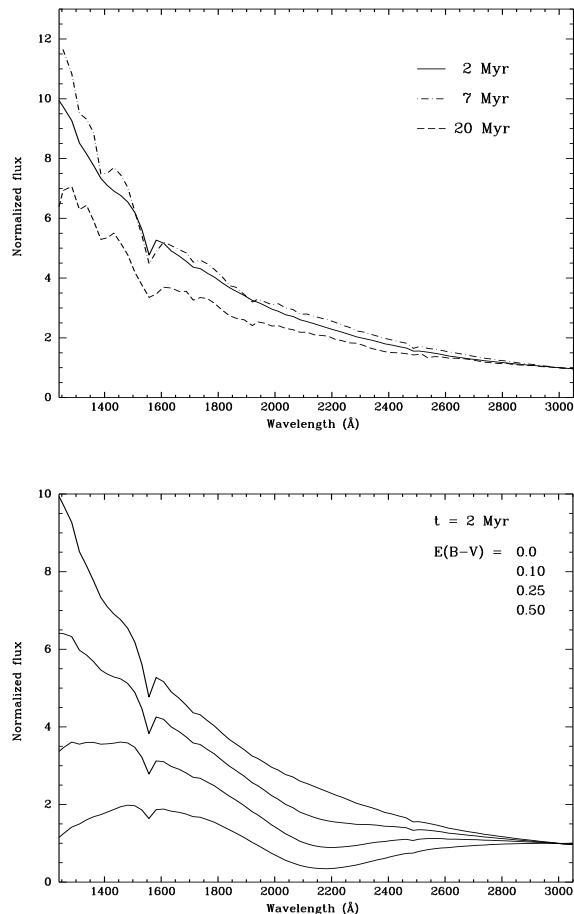 12
10
8
6
4
2
0
Normalized flux
2 Myr
7 Myr
20 Myr
1400 1600 1800 2000 2200 2400 2600 2800 3000
Wavelength (Å)
10
8
6
4
2
0
Normalized flux
t = 2 Myr
E(B−V) = 0.0
0.10
0.25
0.50
1400 1600 1800 2000 2200 2400 2600 2800 3000
Wavelength (Å)